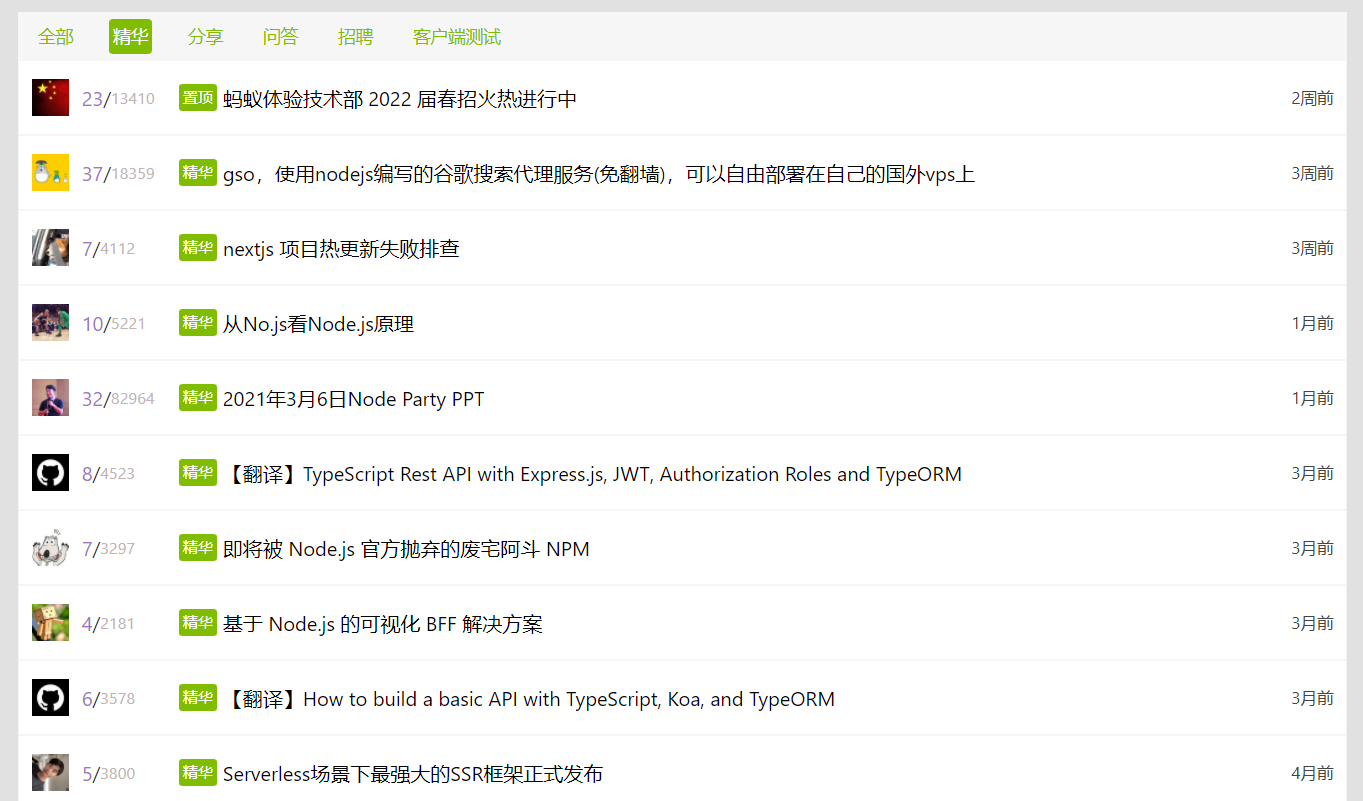 全部 精华 分享 问答 招聘 客户端测试
23/13410 置顶 蚂蚁体验技术部 2022 届春招火热进行中 2周前
37/18359 精华 gso，使用nodejs编写的谷歌搜索代理服务(免翻墙)，可以自由部署在自己的国外vps上 3周前
7/4112 精华 nextjs 项目热更新失败排查 3周前
10/5221 精华 从No.js看Node.js原理 1月前
32/82964 精华 2021年3月6日Node Party PPT 1月前
8/4523 精华 【翻译】TypeScript Rest API with Express.js, JWT, Authorization Roles and TypeORM 3月前
7/3297 精华 即将被 Node.js 官方抛弃的废宅阿斗 NPM 3月前
4/2181 精华 基于 Node.js 的可视化 BFF 解决方案 3月前
6/3578 精华 【翻译】How to build a basic API with TypeScript, Koa, and TypeORM 3月前
5/3800 精华 Serverless场景下最强大的SSR框架正式发布 4月前